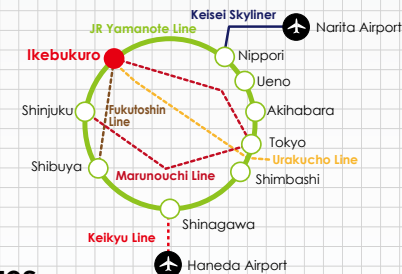 Keisei Skyliner
JR Yamanote Line
Narita Airport
Ikebukuro
Nippori
Ueno
Shinjuku
Fukutoshin
Line
Akihabara
Tokyo
Urakucho Line
Shibuya
Marunouchi Line
Shimbashi
Shinagawa
Keikyu Line
Haneda Airport